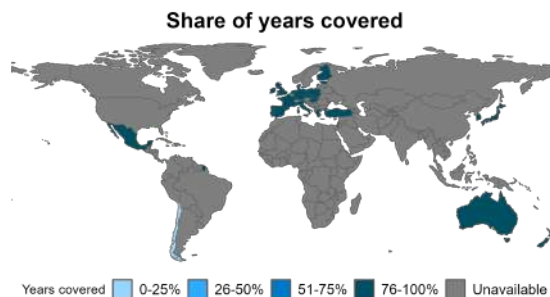 Share of years covered
Years covered 0-25% 26-50% 51-75% 76-100% Unavailable